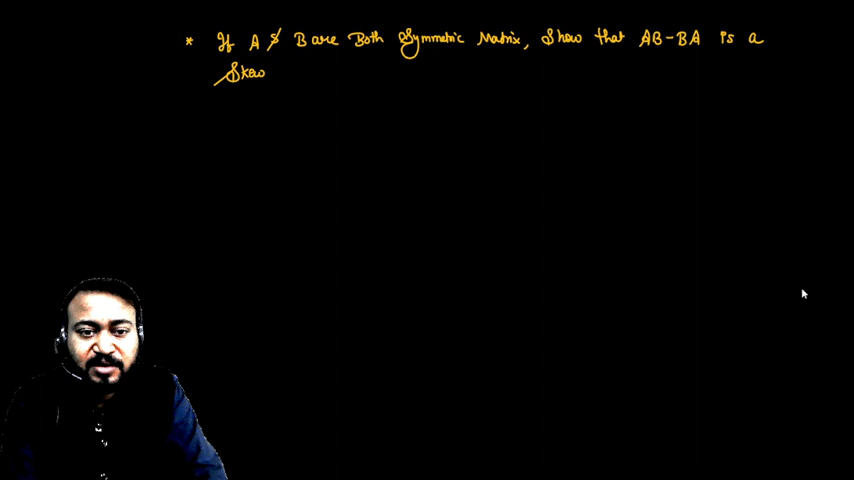 * If A & B are Both Symmetric Matrix, Show that AB-BA is a
Skew